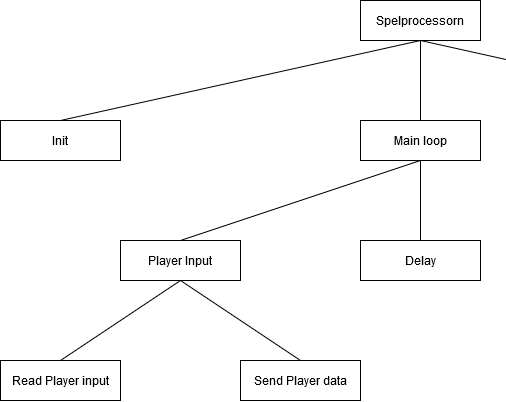 Spelprocessorn
Init
Main loop
Player Input
Delay
Read Player input
Send Player data